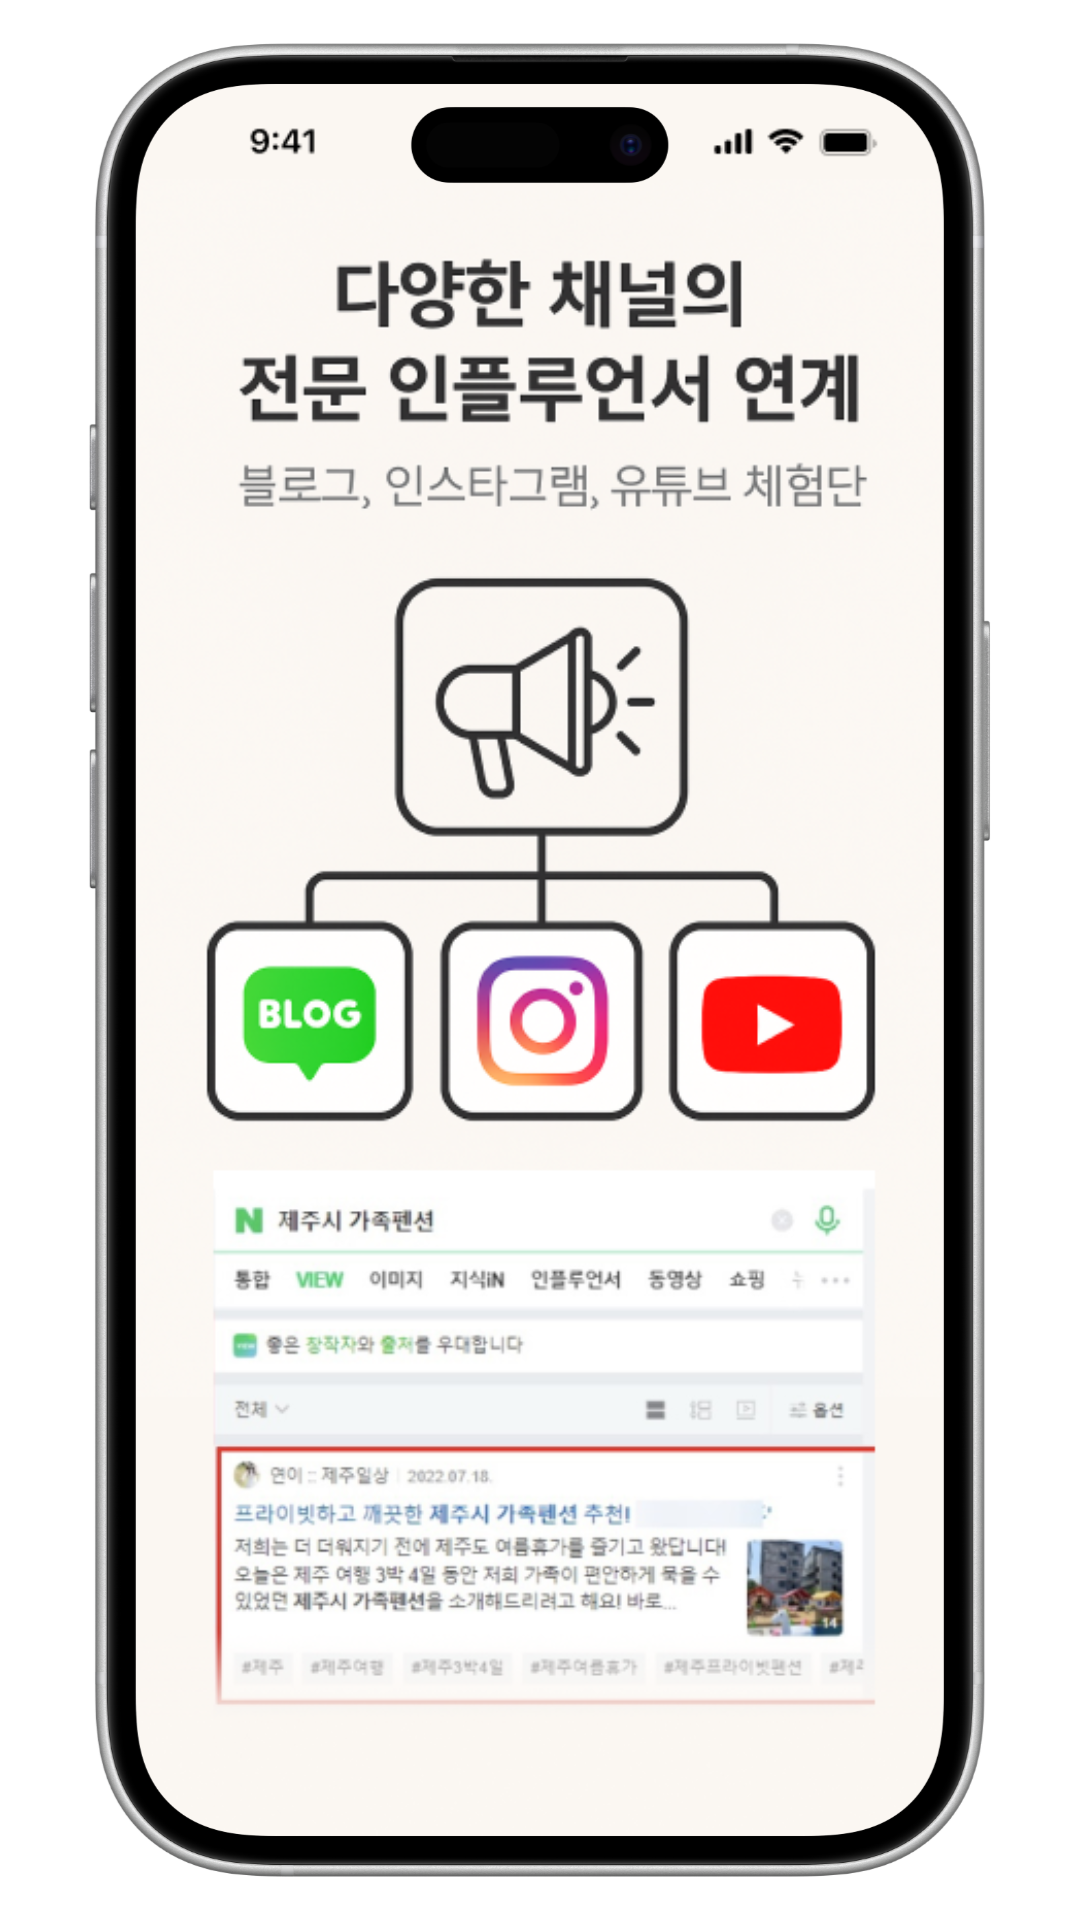 9:41
다양한 채널의
전문 인플루언서 연계
블로그, 인스타그램, 유튜브 체험단
BLOG
N 제주시 가족펜션
통합 VIEW 이미지 지식iN 인플루언서 동영상 쇼핑
좋은 창작자와 출처를 우대합니다
전체 옵션
연이 :: 제주일상 2022.07.18.
프라이빗하고 깨끗한 제주시 가족펜션 추천!
저희는 더 더워지기 전에 제주도 여름휴가를 즐기고 왔답니다!
오늘은 제주 여행 3박 4일 동안 저희 가족이 편안하게 묵을 수
있었던 제주시 가족펜션을 소개해드리려고 해요! 바로...
14
#제주 #제주여행 #제주3박4일 #제주여름휴가 #제주프라이빗펜션